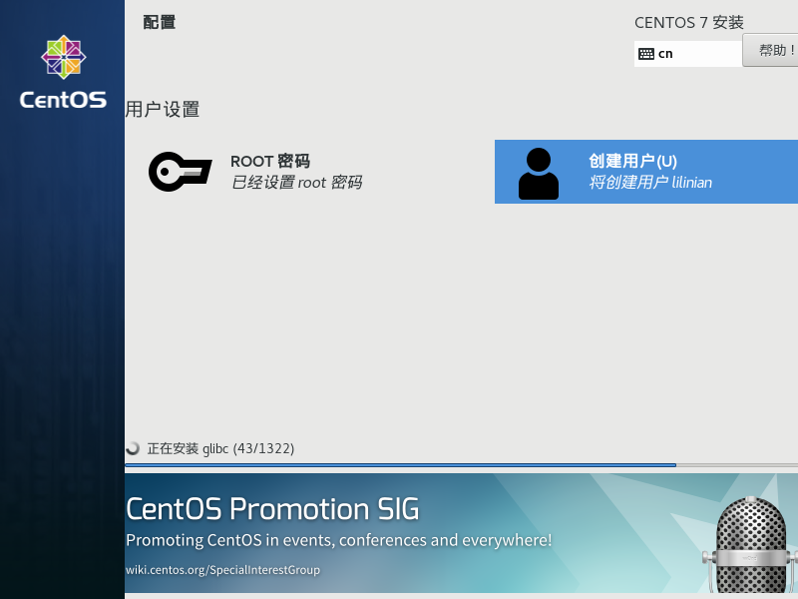 CentOS
配置
CENTOS 7 安装
cn
帮助！
用户设置
ROOT 密码
已经设置 root 密码
创建用户(U)
将创建用户 lilinian
正在安装 glibc (43/1322)
CentOS Promotion SIG
Promoting CentOS in events, conferences and everywhere!
wiki.centos.org/SpecialInterestGroup